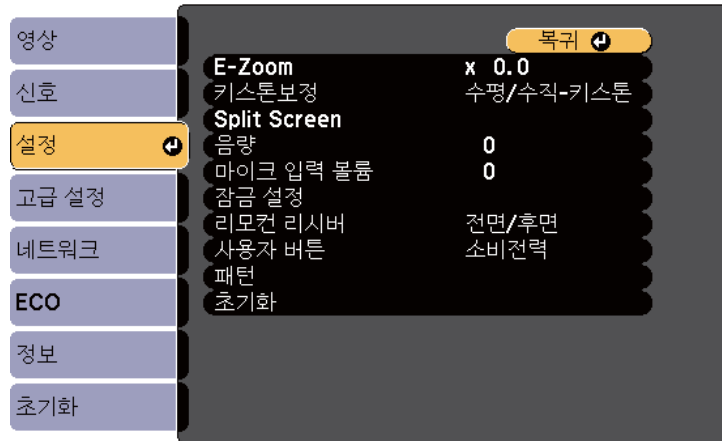 영상
신호
설정
고급 설정
네트워크
ECO
정보
초기화
복귀
E-Zoom x 0.0
키스톤보정 수평/수직-키스톤
Split Screen
음량 0
마이크 입력 볼륨 0
잠금 설정
리모컨 리시버 전면/후면
사용자 버튼 소비전력
패턴
초기화